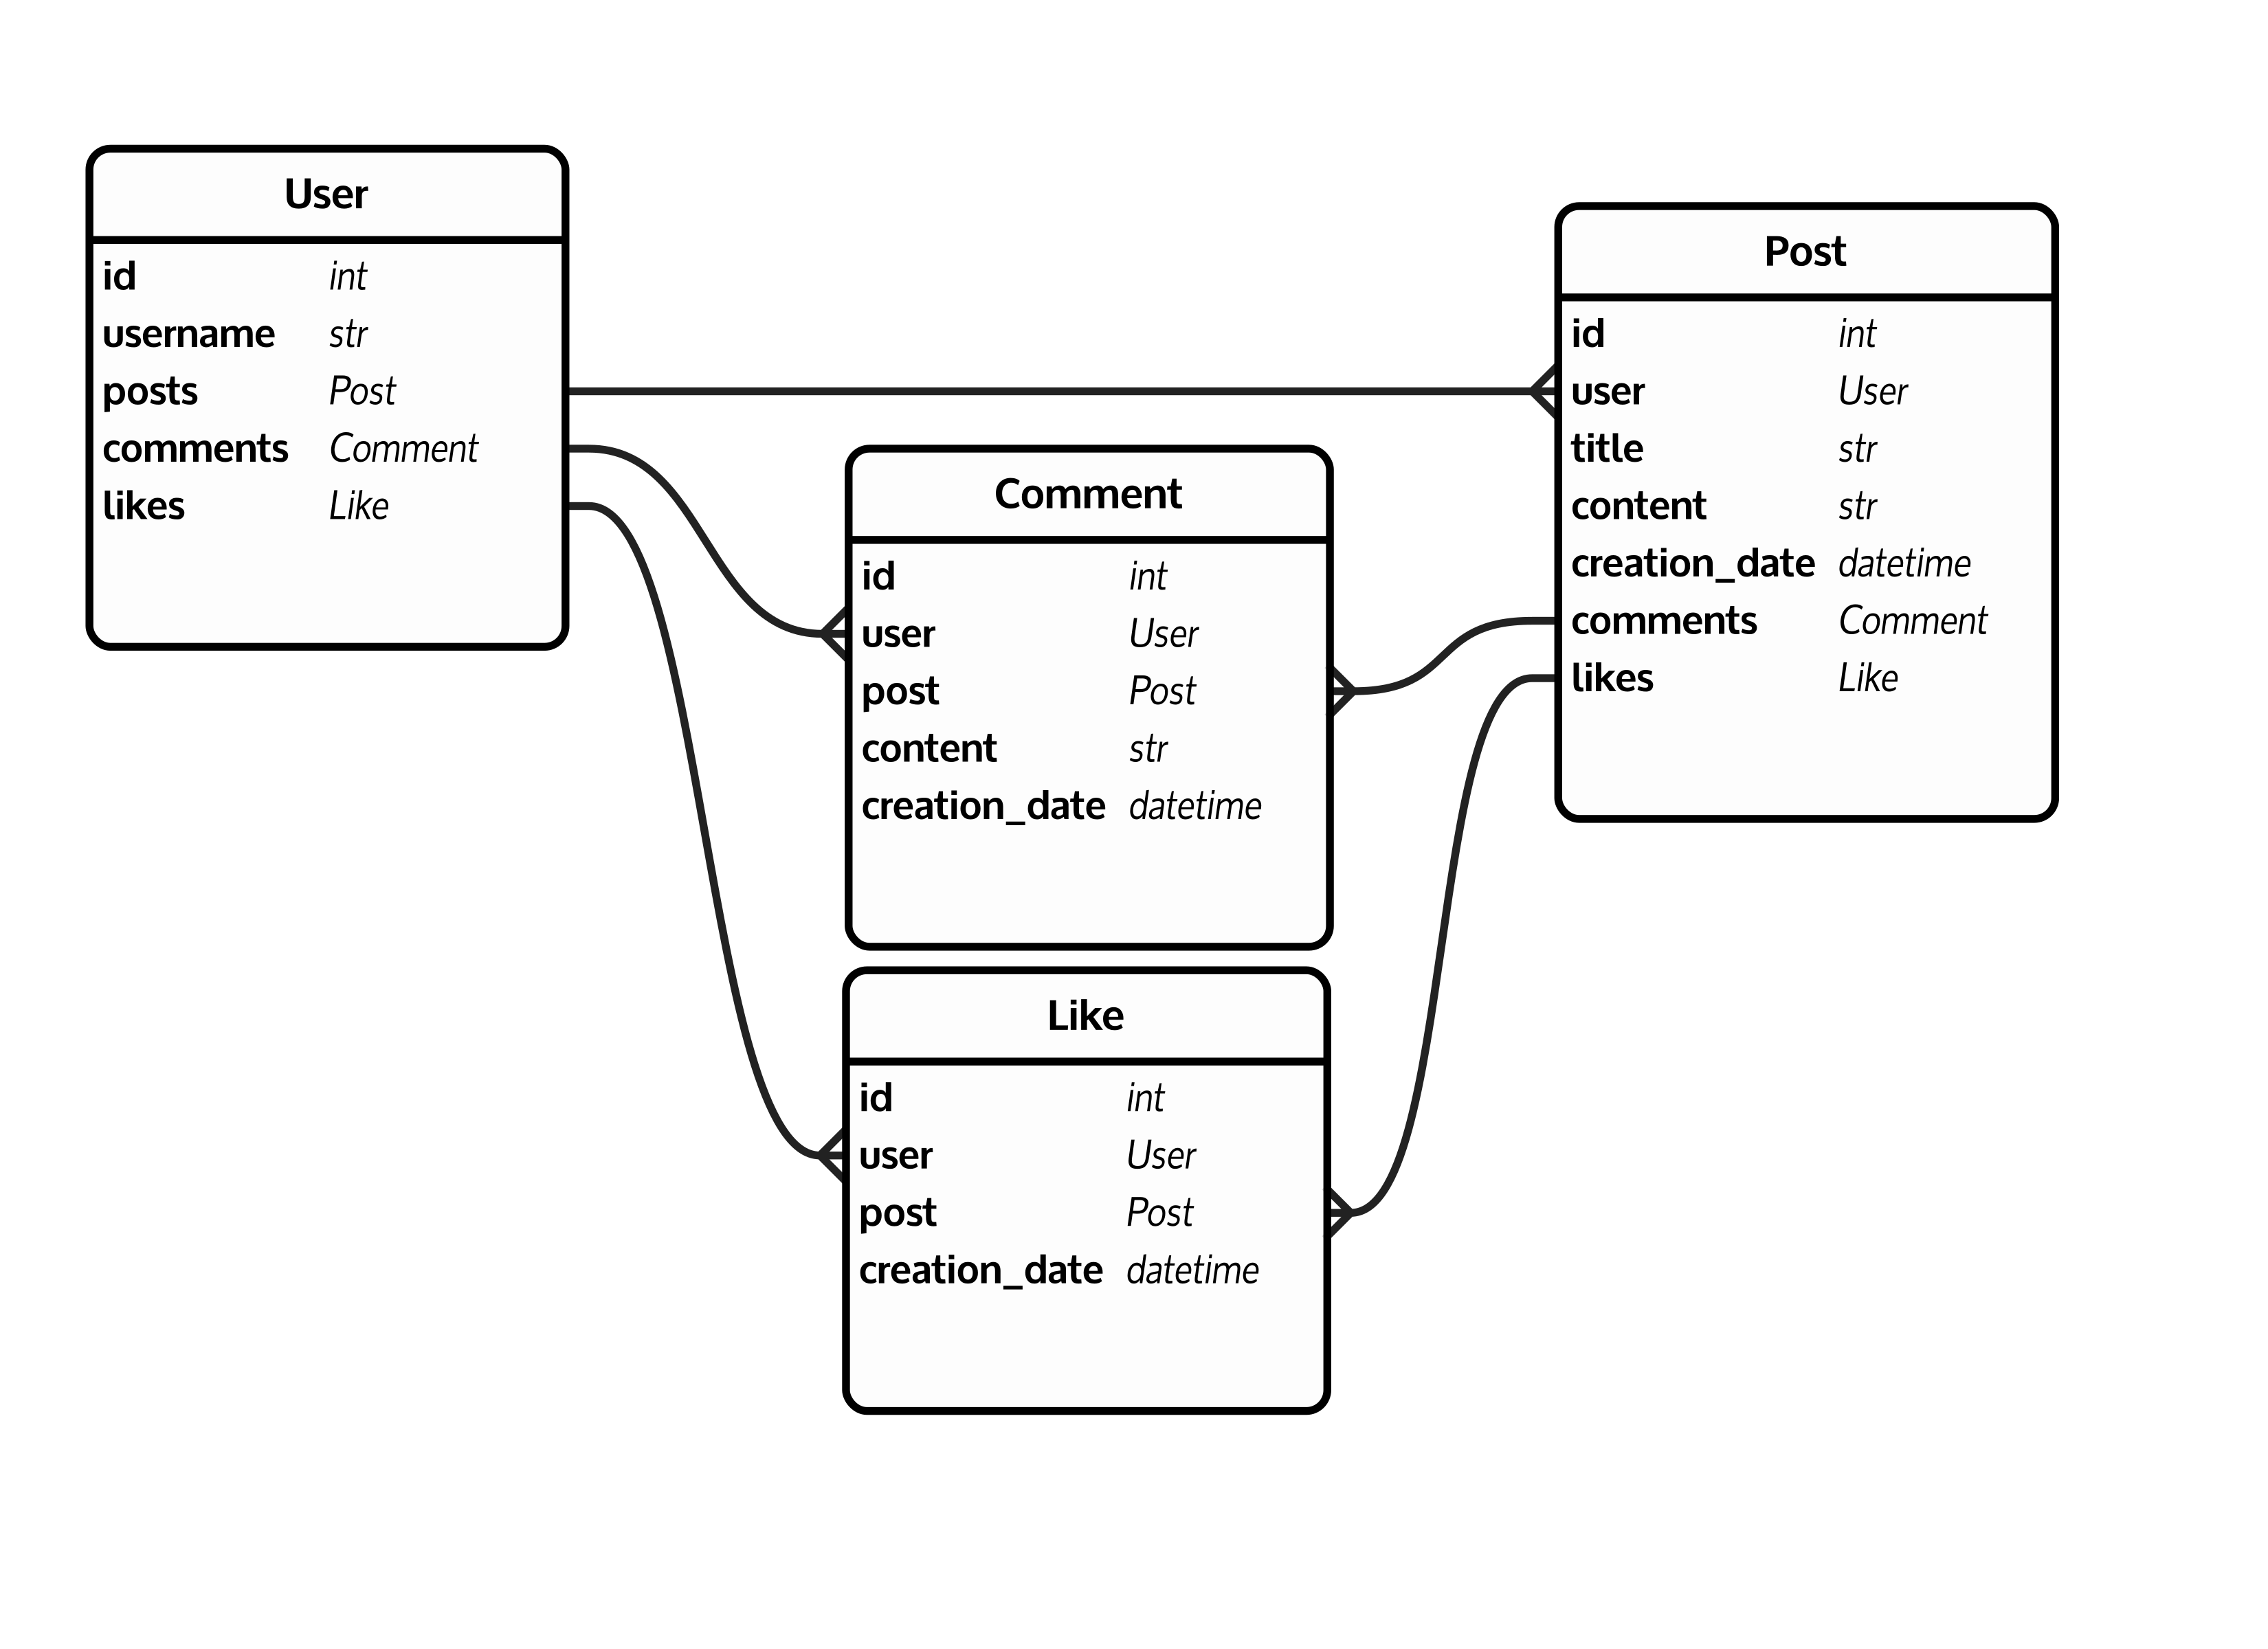 User
id int
username str
posts Post
comments Comment
likes Like
Post
id int
user User
title str
content str
creation_date datetime
comments Comment
likes Like
Comment
id int
user User
post Post
content str
creation_date datetime
Like
id int
user User
post Post
creation_date datetime